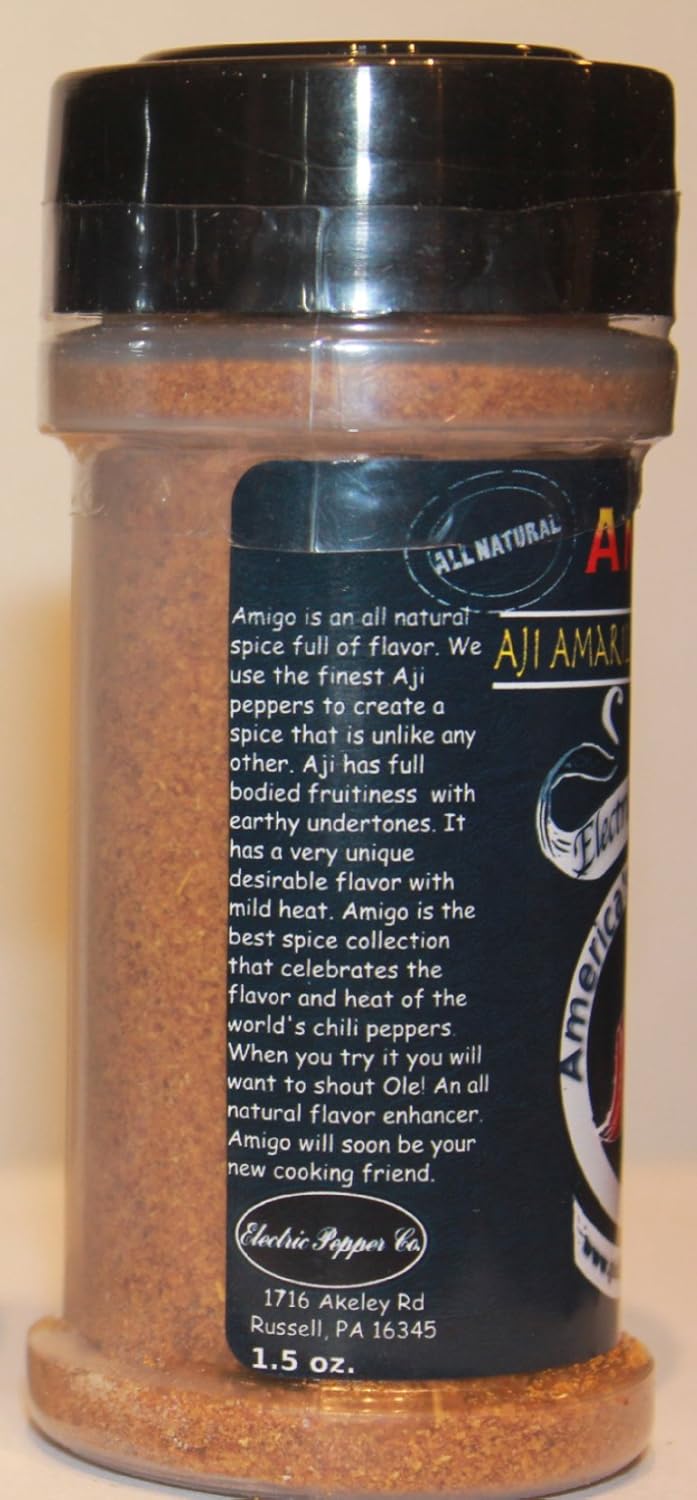 ALL NATURAL
Amigo is an all natural
spice full of flavor. We
use the finest Aji
peppers to create a
spice that is unlike any
other. Aji has full
bodied fruitiness with
earthy undertones. It
has a very unique
desirable flavor with
mild heat. Amigo is the
best spice collection
that celebrates the
flavor and heat of the
world's chili peppers.
When you try it you will
want to shout Ole! An all
natural flavor enhancer.
Amigo will soon be your
new cooking friend.
Electric Pepper Co.
1716 Akeley Rd
Russell, PA 16345
1.5 oz.
AJI